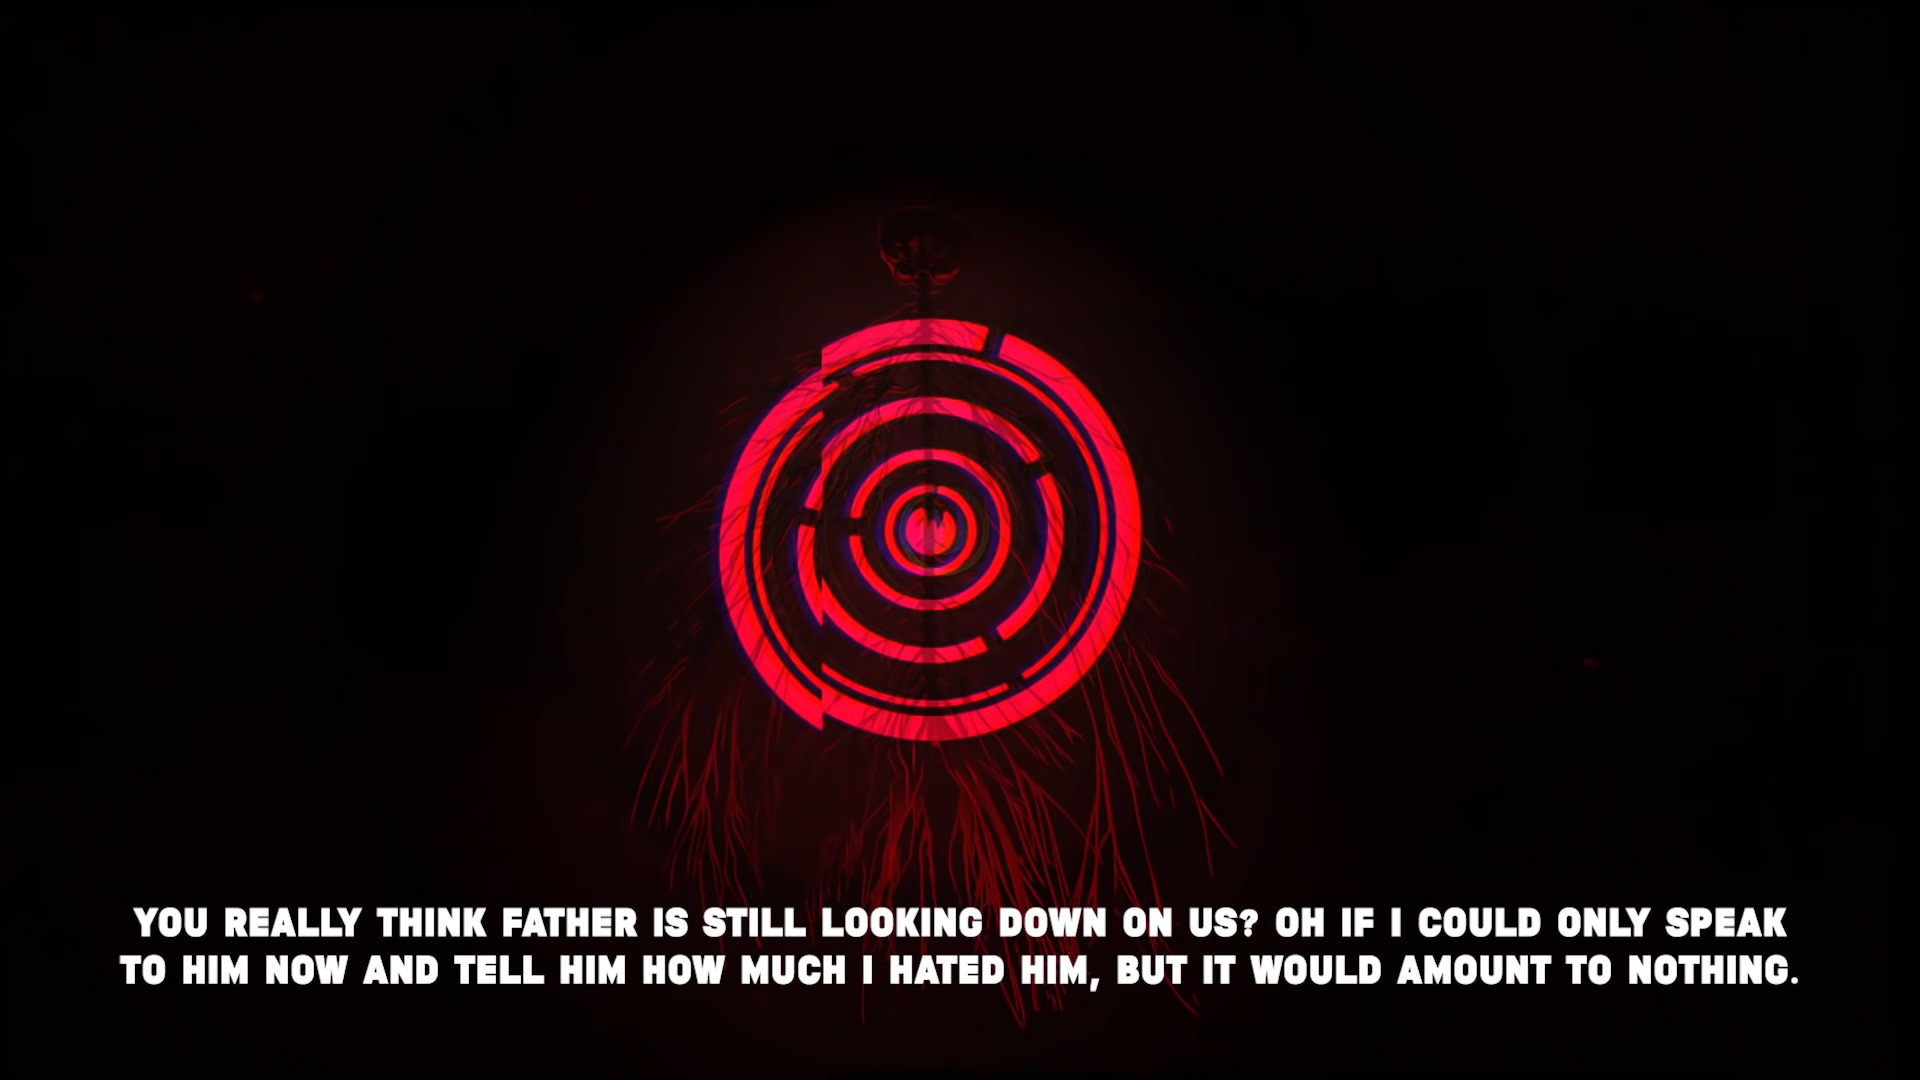 YOU REALLY THINK FATHER IS STILL LOOKING DOWN ON US? OH IF I COULD ONLY SPEAK
TO HIM NOW AND TELL HIM HOW MUCH I HATED HIM, BUT IT WOULD AMOUNT TO NOTHING.